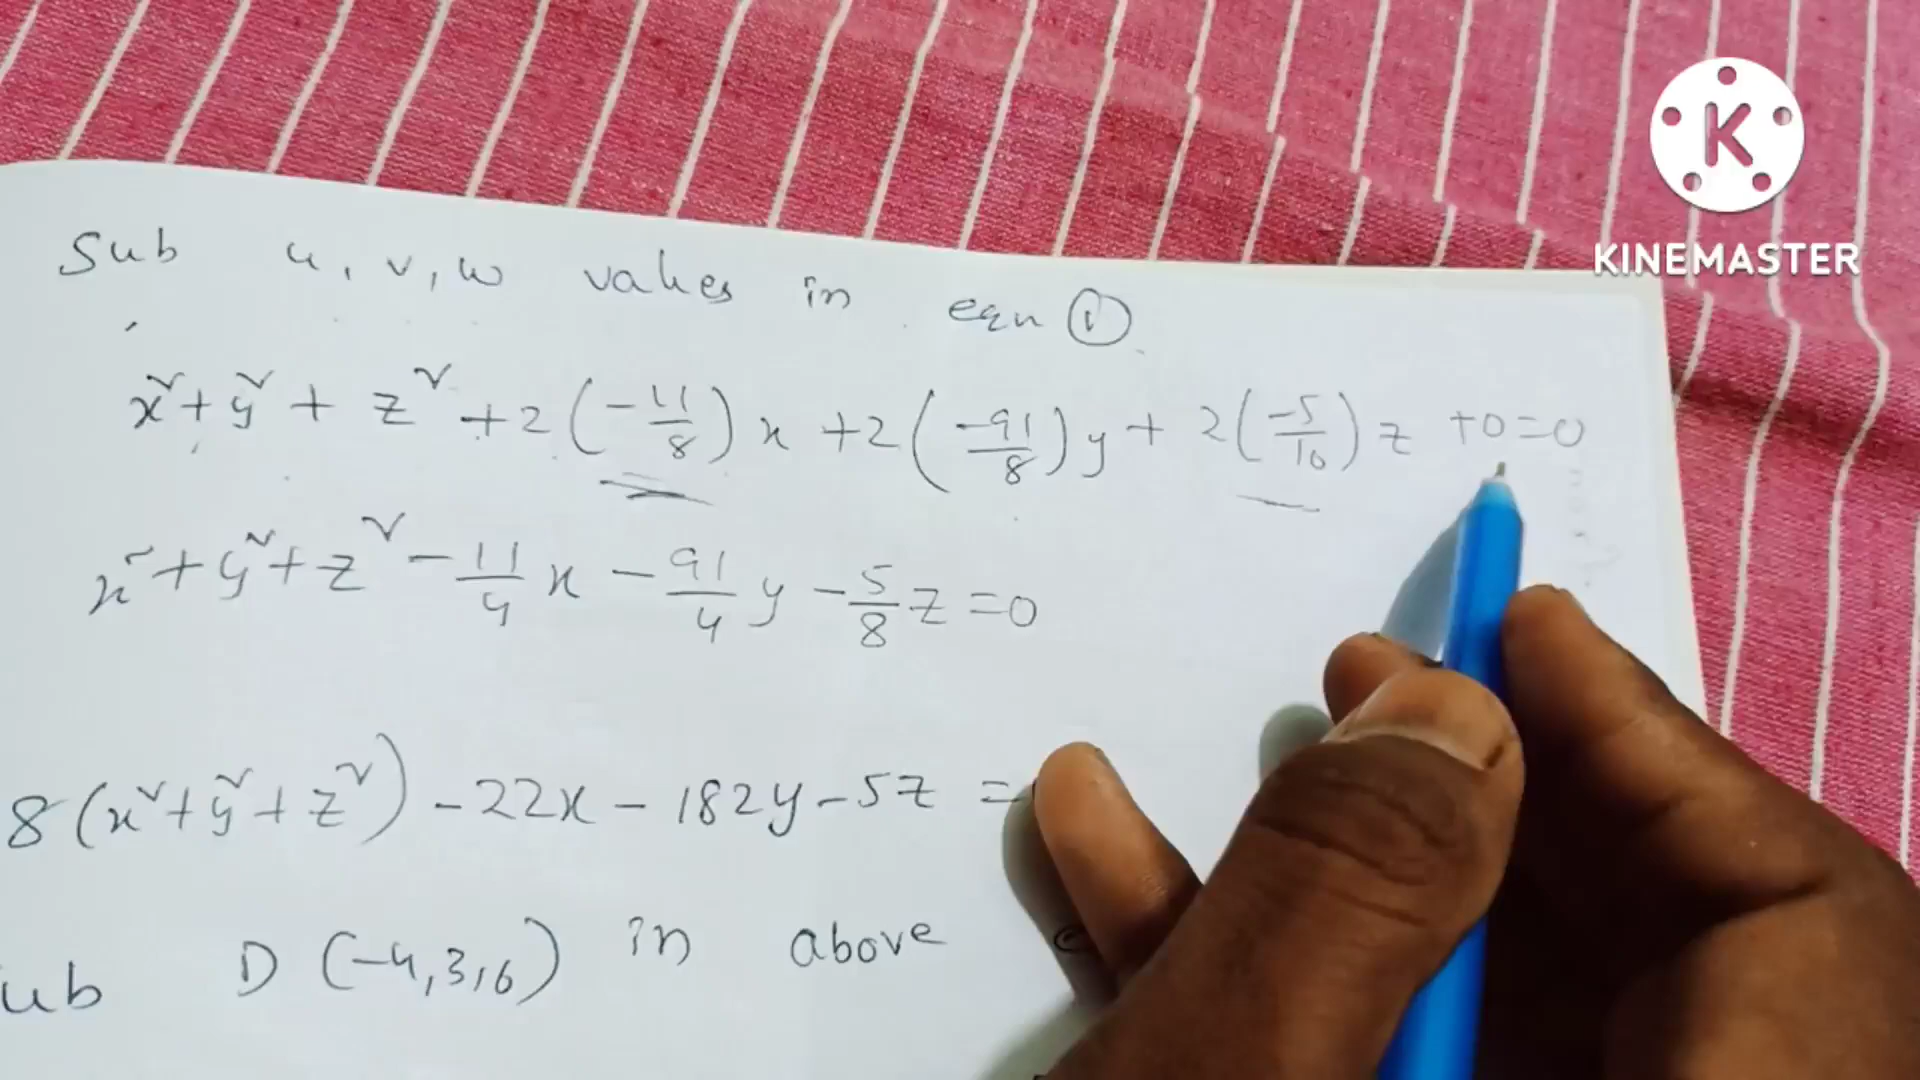 K
KINEMASTER
Sub u, v, w values in eqn ①
x² + y² + z² + 2(-11/8)x + 2(-91/8)y + 2(-5/16)z + 0 = 0
x² + y² + z² - 11/4 x - 91/4 y - 5/8 z = 0
8(x² + y² + z²) - 22x - 182y - 5z =
ub D (-4,3,6) in above